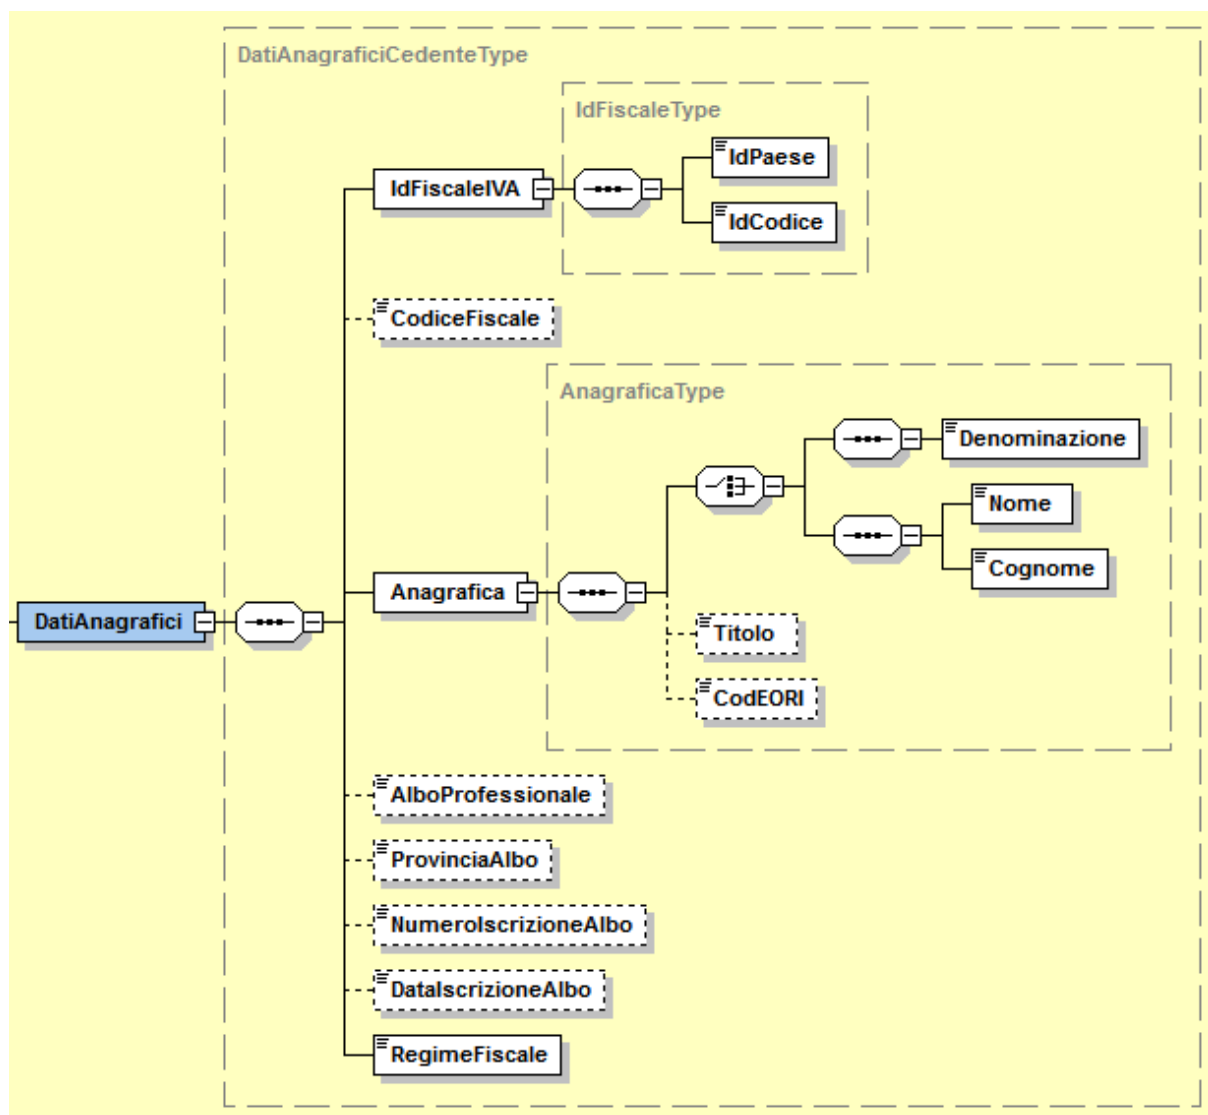 DatiAnagraficiCedenteType
IdFiscaleType
IdPaese
IdFiscaleIVA
IdCodice
CodiceFiscale
AnagraficaType
Denominazione
Nome
Cognome
Anagrafica
DatiAnagrafici
Titolo
CodEORI
AlboProfessionale
ProvinciaAlbo
NumeroIscrizioneAlbo
DataIscrizioneAlbo
RegimeFiscale